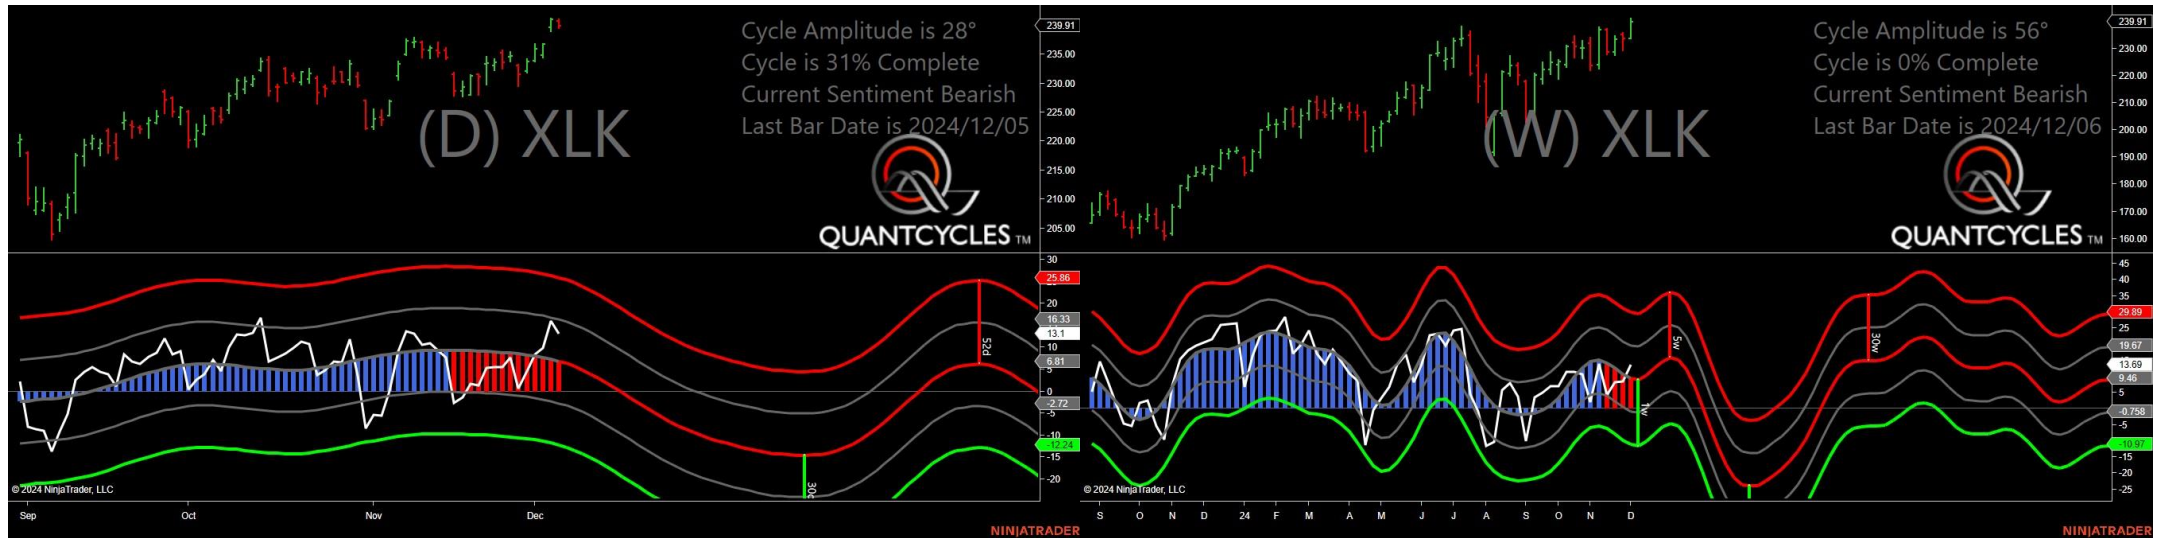 Cycle Amplitude is 28°
Cycle is 31% Complete
Current Sentiment Bearish
Last Bar Date is 2024/12/05
(D) XLK
QUANTCYCLES TM
239.91
235.00
230.00
225.00
220.00
215.00
210.00
205.00
30
25.86
20
16.33
13.1
10
6.81
5
0
-2.72
-5
-10
-12.24
-15
-20
52d
30d
© 2024 NinjaTrader, LLC
Sep
Oct
Nov
Dec
NINJATRADER
Cycle Amplitude is 56°
Cycle is 0% Complete
Current Sentiment Bearish
Last Bar Date is 2024/12/06
(W) XLK
QUANTCYCLES TM
239.91
230.00
220.00
210.00
200.00
190.00
180.00
170.00
160.00
45
40
35
29.89
25
19.67
13.69
9.46
5
-0.758
-5
-10.97
-15
-20
-25
5w
30w
1w
© 2024 NinjaTrader, LLC
S O N D 24 F M A M J J A S O N D
NINJATRADER